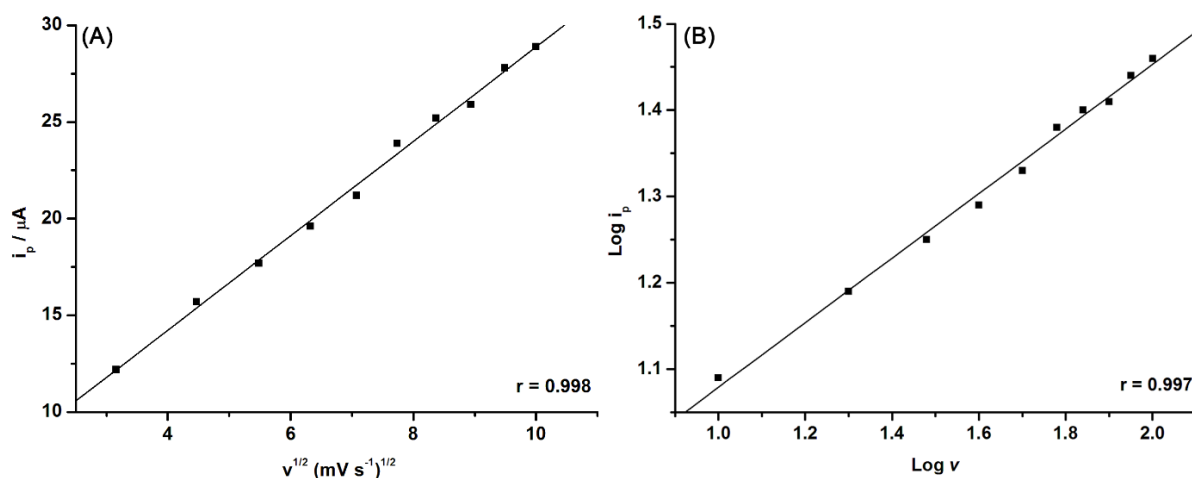 (A)
30
25
20
15
10
i_p / μA
4
6
8
10
v^{1/2} (mV s^{-1})^{1/2}
r = 0.998
(B)
1.5
1.4
1.3
1.2
1.1
Log i_p
1.0
1.2
1.4
1.6
1.8
2.0
Log v
r = 0.997